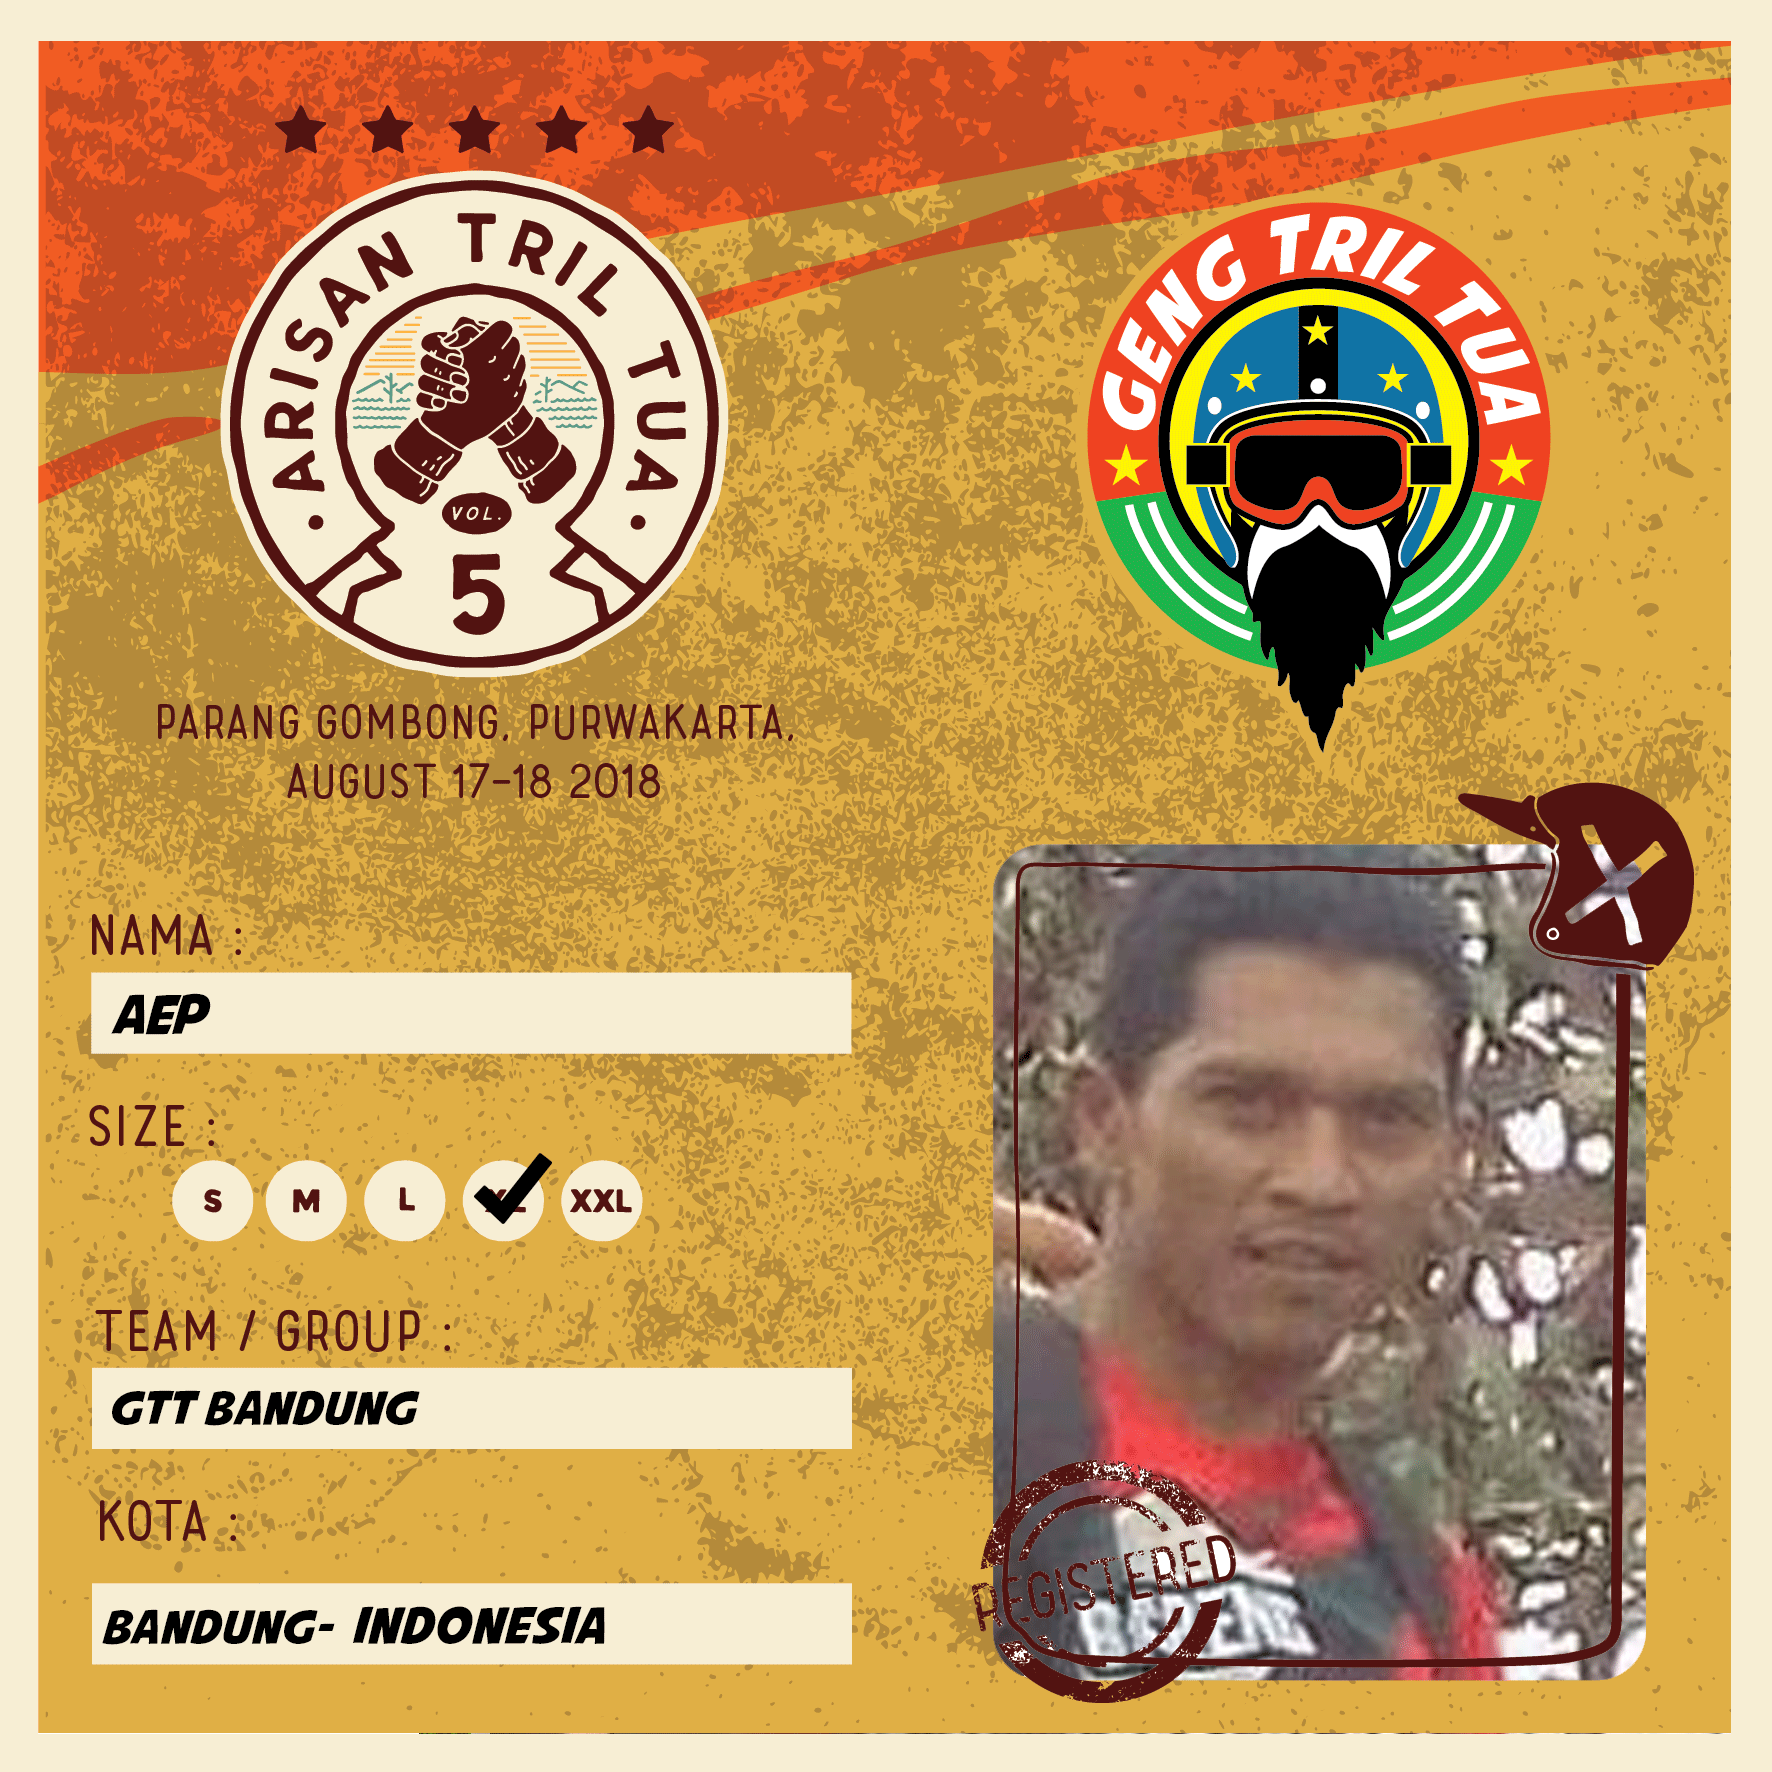 ARISAN TRIL TUA
VOL.
5
GENG TRIL TUA
PARANG GOMBONG, PURWAKARTA,
AUGUST 17-18 2018
NAMA :
AEP
SIZE :
S M L XL XXL
TEAM / GROUP :
GTT BANDUNG
KOTA :
BANDUNG- INDONESIA
REGISTERED